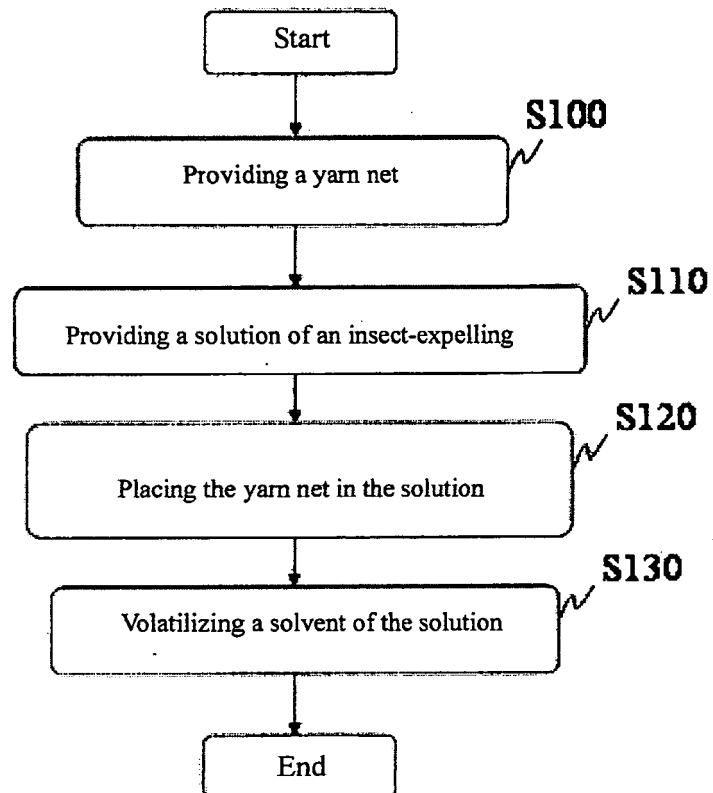 Start
S100
Providing a yarn net
S110
Providing a solution of an insect-expelling
S120
Placing the yarn net in the solution
S130
Volatilizing a solvent of the solution
End